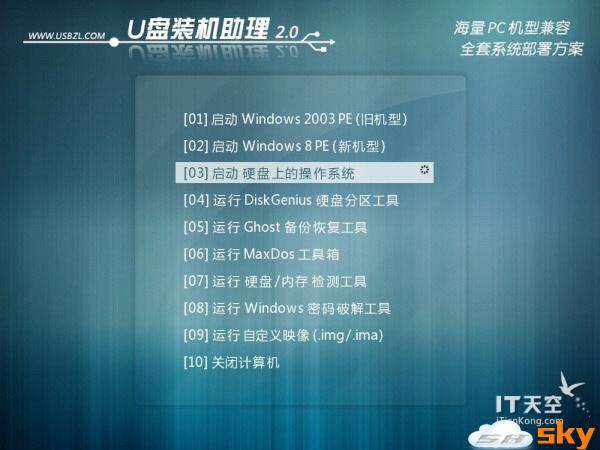 WWW.USBZL.COM
U盘装机助理 2.0
海量PC机型兼容
全套系统部署方案
[01] 启动 Windows 2003 PE (旧机型)
[02] 启动 Windows 8 PE (新机型)
[03] 启动 硬盘上的操作系统
[04] 运行 DiskGenius 硬盘分区工具
[05] 运行 Ghost 备份恢复工具
[06] 运行 MaxDos 工具箱
[07] 运行 硬盘/内存 检测工具
[08] 运行 Windows 密码破解工具
[09] 运行自定义映像 (.img/.ima)
[10] 关闭计算机
IT天空
iTianKong.com
SH sky